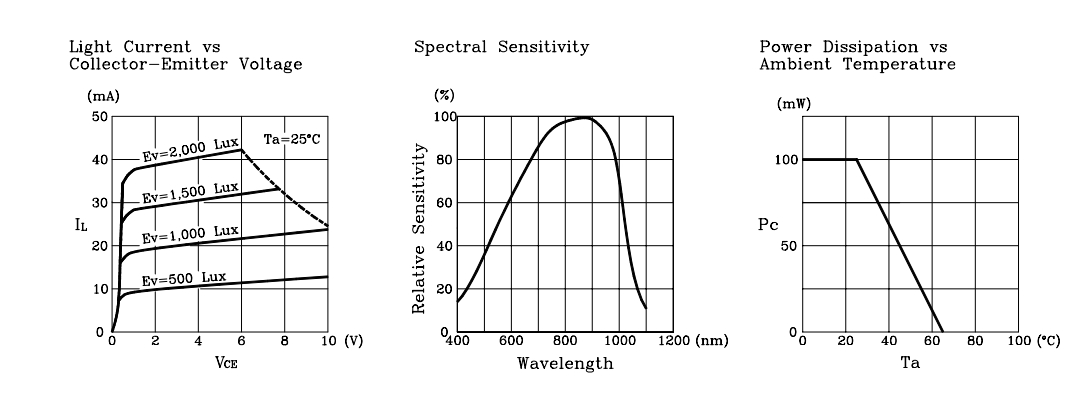 Light Current vs
Collector-Emitter Voltage
(mA)
50
40
30
20
10
0
IL
Ev=2,000 Lux
Ta=25°C
Ev=1,500 Lux
Ev=1,000 Lux
Ev=500 Lux
0 2 4 6 8 10 (V)
VCE
Spectral Sensitivity
(%)
100
80
60
40
20
0
Relative Sensitivity
400 600 800 1000 1200 (nm)
Wavelength
Power Dissipation vs
Ambient Temperature
(mW)
100
Pc
50
0
0 20 40 60 80 100 (°C)
Ta